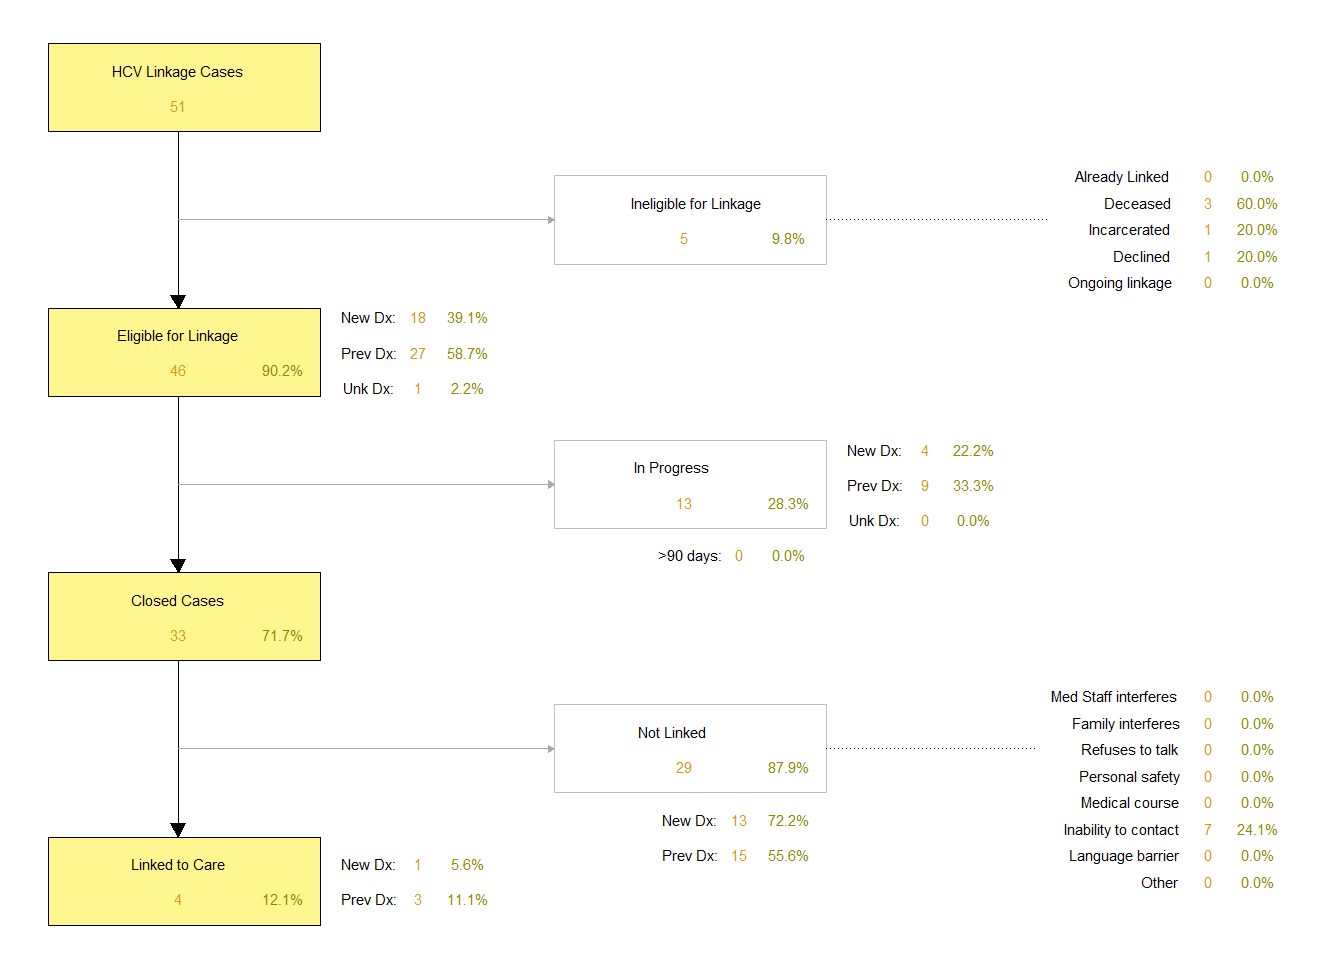 HCV Linkage Cases
51
Ineligible for Linkage
5 9.8%
Already Linked 0 0.0%
Deceased 3 60.0%
Incarcerated 1 20.0%
Declined 1 20.0%
Ongoing linkage 0 0.0%
Eligible for Linkage
46 90.2%
New Dx: 18 39.1%
Prev Dx: 27 58.7%
Unk Dx: 1 2.2%
In Progress
13 28.3%
New Dx: 4 22.2%
Prev Dx: 9 33.3%
Unk Dx: 0 0.0%
>90 days: 0 0.0%
Closed Cases
33 71.7%
Not Linked
29 87.9%
New Dx: 13 72.2%
Prev Dx: 15 55.6%
Med Staff interferes 0 0.0%
Family interferes 0 0.0%
Refuses to talk 0 0.0%
Personal safety 0 0.0%
Medical course 0 0.0%
Inability to contact 7 24.1%
Language barrier 0 0.0%
Other 0 0.0%
Linked to Care
4 12.1%
New Dx: 1 5.6%
Prev Dx: 3 11.1%